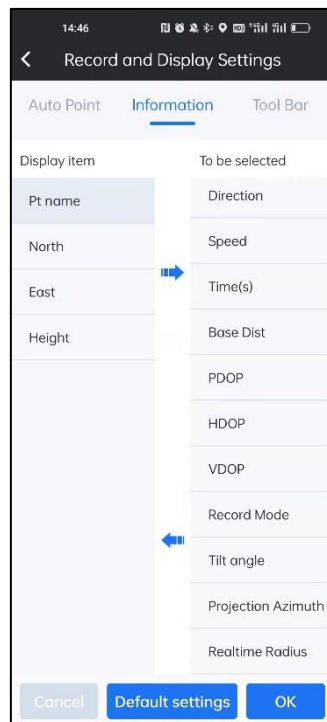 14:46
Record and Display Settings
Auto Point Information Tool Bar
Display item To be selected
Pt name Direction
North Speed
East Time(s)
Height Base Dist
PDOP
HDOP
VDOP
Record Mode
Tilt angle
Projection Azimuth
Realtime Radius
Cancel Default settings OK